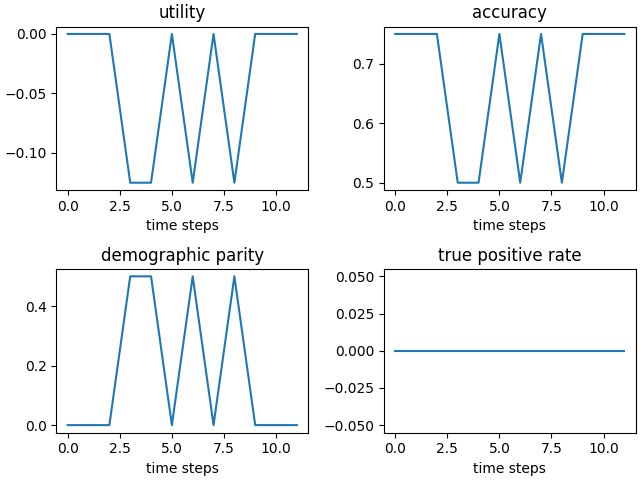 utility
0.00
−0.05
−0.10
0.0 2.5 5.0 7.5 10.0
time steps
accuracy
0.7
0.6
0.5
0.0 2.5 5.0 7.5 10.0
time steps
demographic parity
0.4
0.2
0.0
0.0 2.5 5.0 7.5 10.0
time steps
true positive rate
0.050
0.025
0.000
−0.025
−0.050
0.0 2.5 5.0 7.5 10.0
time steps